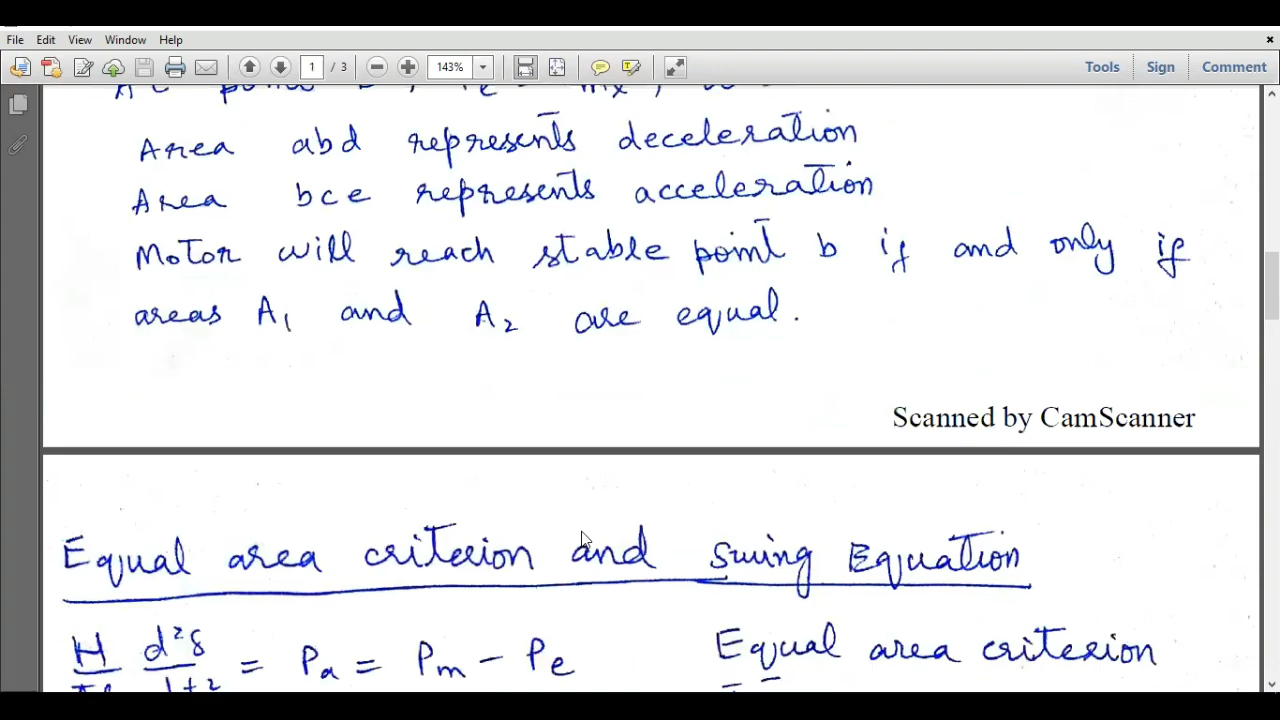 File Edit View Window Help
1 / 3 143% Tools Sign Comment
Area abd represents deceleration
Area bce represents acceleration
Motor will reach stable point b if and only if
areas A₁ and A₂ are equal.
Scanned by CamScanner
Equal area criterion and Swing Equation
H d²δ = Pa = Pm − Pe
Equal area criterion